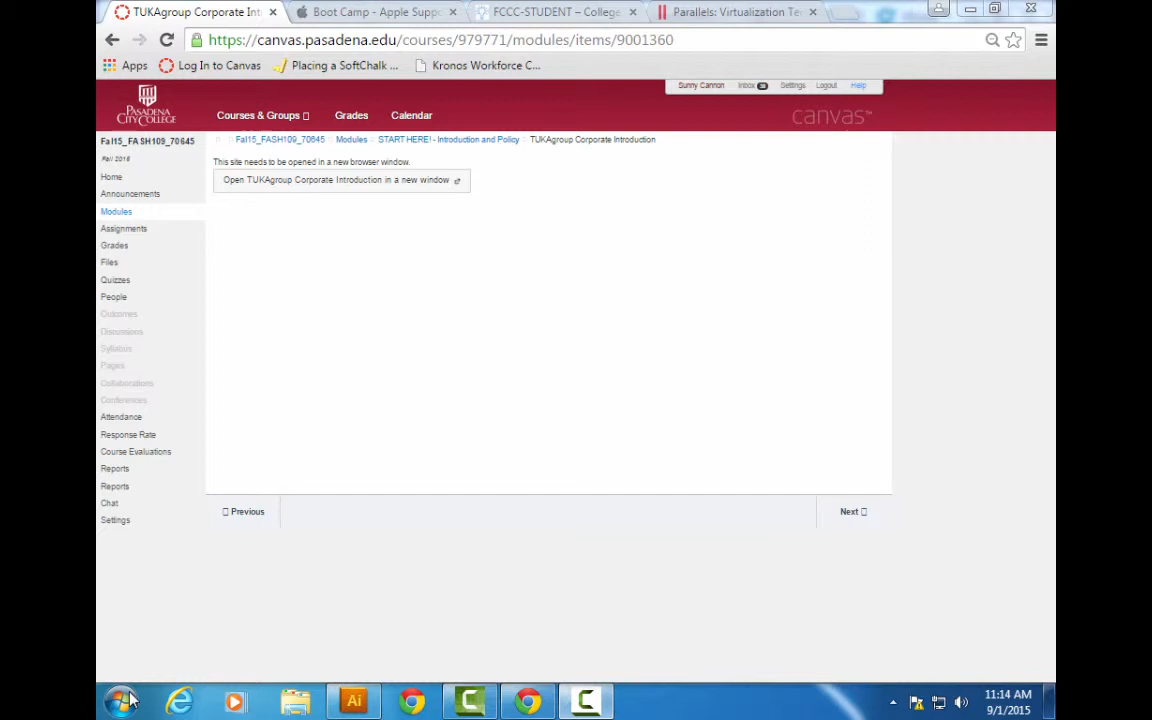 TUKAgroup Corporate Int
Boot Camp - Apple Suppo
FCCC-STUDENT – College
Parallels: Virtualization Te
https://canvas.pasadena.edu/courses/979771/modules/items/9001360
Apps
Log In to Canvas
Placing a SoftChalk ...
Kronos Workforce C...
Sunny Cannon
Inbox
Settings
Logout
Help
PASADENA
CITY COLLEGE
Courses & Groups
Grades
Calendar
canvas
Fal15_FASH109_70645
Fall 2015
Fal15_FASH109_70645
Modules
START HERE! - Introduction and Policy
TUKAgroup Corporate Introduction
This site needs to be opened in a new browser window.
Open TUKAgroup Corporate Introduction in a new window
Home
Announcements
Modules
Assignments
Grades
Files
Quizzes
People
Outcomes
Discussions
Syllabus
Pages
Collaborations
Conferences
Attendance
Response Rate
Course Evaluations
Reports
Reports
Chat
Settings
Previous
Next
Ai
11:14 AM
9/1/2015